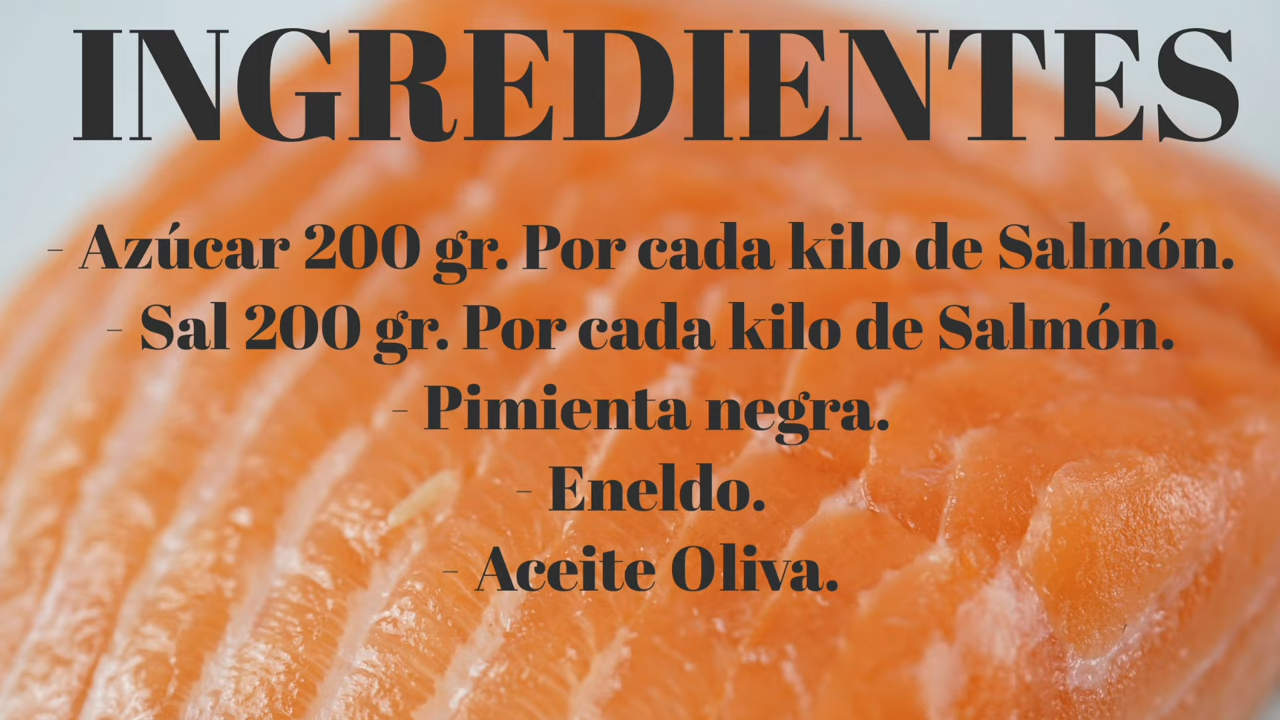 INGREDIENTES
- Azúcar 200 gr. Por cada kilo de Salmón.
- Sal 200 gr. Por cada kilo de Salmón.
- Pimienta negra.
- Eneldo.
- Aceite Oliva.